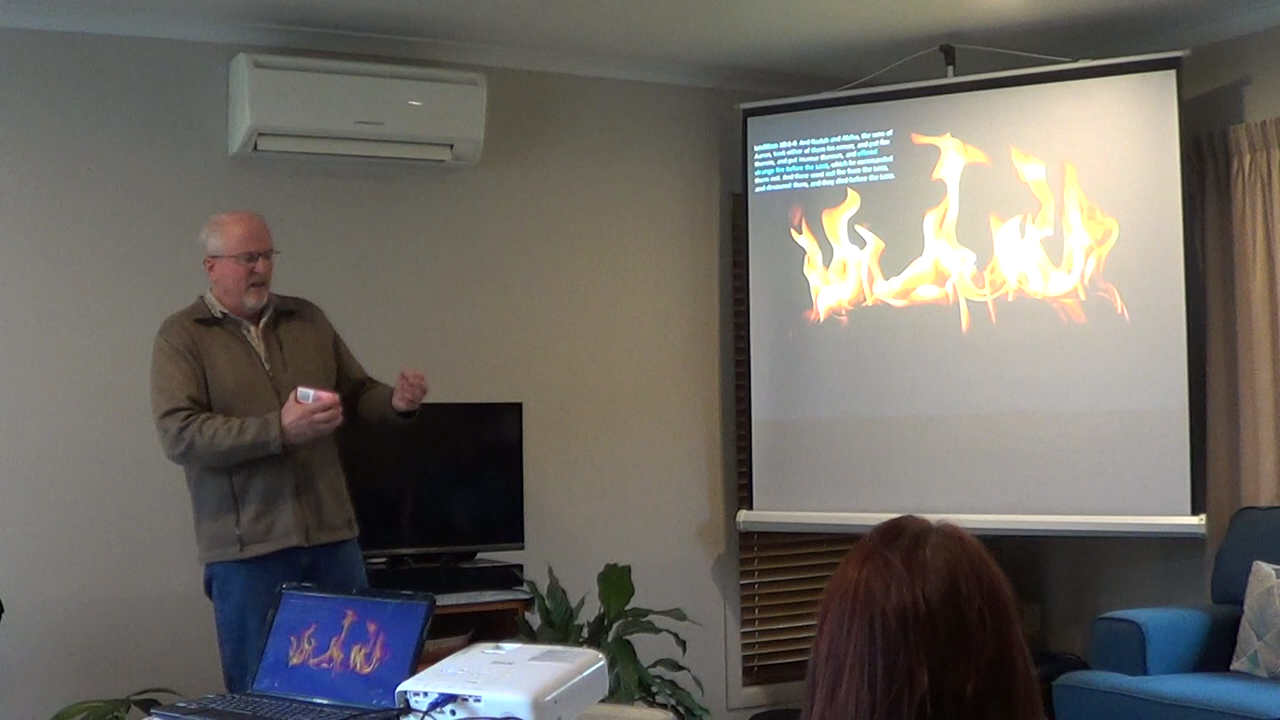 Leviticus 10:1-4 And Nadab and Abihu, the sons of
Aaron, took either of them his censer, and put fire
therein, and put incense thereon, and offered
strange fire before the LORD, which he commanded
them not. And there went out fire from the LORD,
and devoured them, and they died before the LORD.